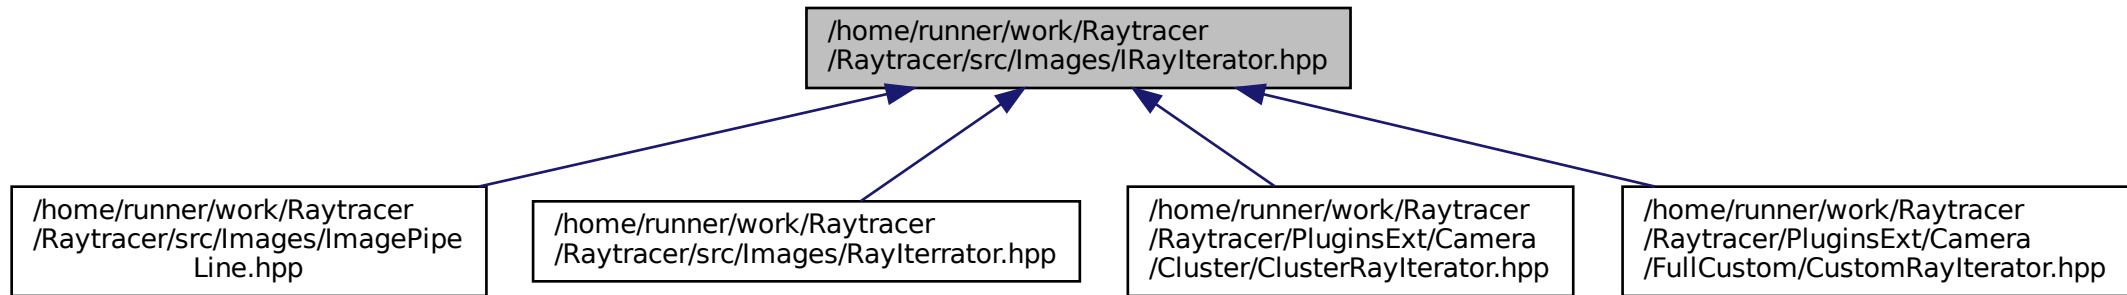 /home/runner/work/Raytracer
/Raytracer/src/Images/IRayIterator.hpp
/home/runner/work/Raytracer
/Raytracer/src/Images/ImagePipe
Line.hpp
/home/runner/work/Raytracer
/Raytracer/src/Images/RayIterrator.hpp
/home/runner/work/Raytracer
/Raytracer/PluginsExt/Camera
/Cluster/ClusterRayIterator.hpp
/home/runner/work/Raytracer
/Raytracer/PluginsExt/Camera
/FullCustom/CustomRayIterator.hpp